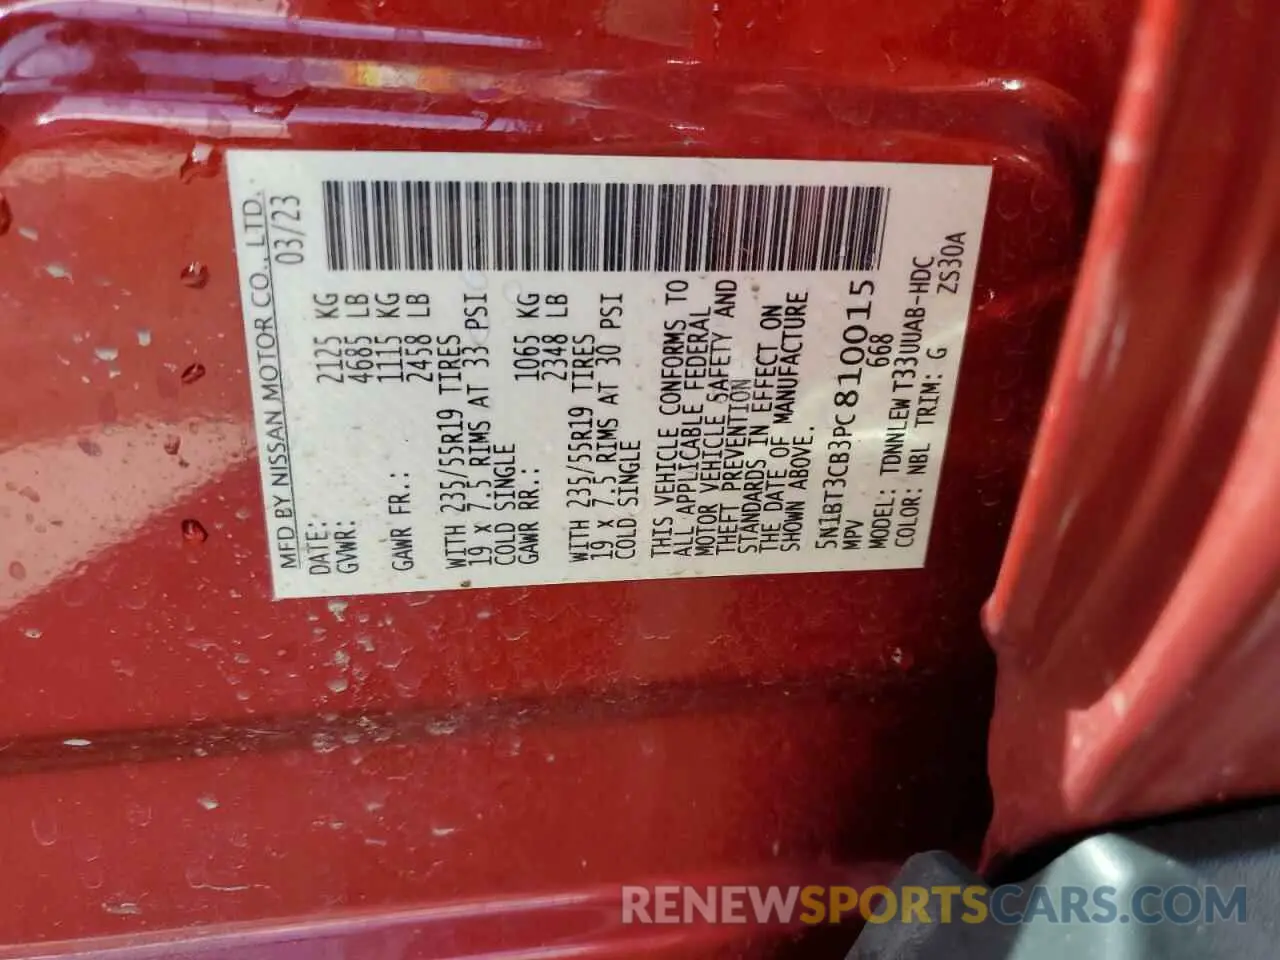 MFD BY NISSAN MOTOR CO., LTD.
DATE: 03/23
GVWR: 2125 KG
4685 LB
GAWR FR.: 1115 KG
2458 LB
WITH 235/55R19 TIRES
19 X 7.5 RIMS AT 33 PSI
COLD SINGLE
GAWR RR.: 1065 KG
2348 LB
WITH 235/55R19 TIRES
19 X 7.5 RIMS AT 30 PSI
COLD SINGLE
THIS VEHICLE CONFORMS TO
ALL APPLICABLE FEDERAL
MOTOR VEHICLE SAFETY AND
THEFT PREVENTION
STANDARDS IN EFFECT ON
THE DATE OF MANUFACTURE
SHOWN ABOVE.
5N1BT3CB3PC810015
MPV 668
MODEL: TDNNLEW T33UUAB-HDC
COLOR: NBL TRIM: G ZS30A
RENEWSPORTSCARS.COM